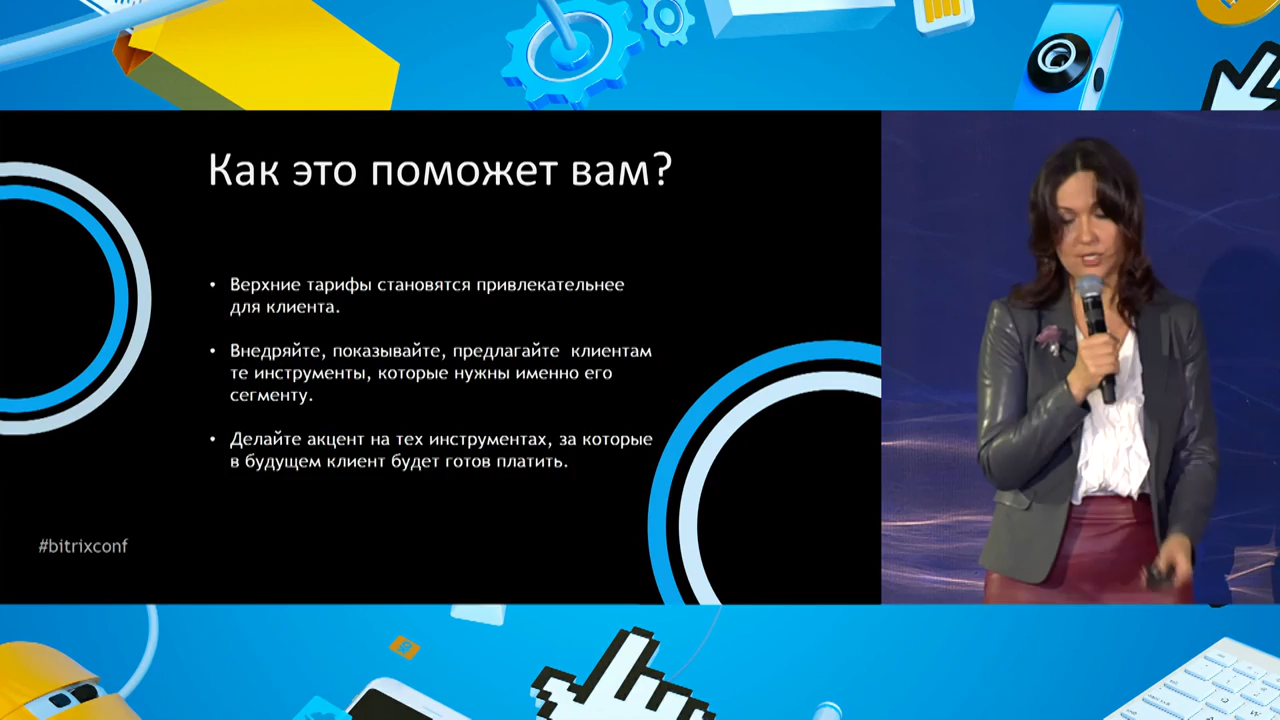 Как это поможет вам?
• Верхние тарифы становятся привлекательнее
для клиента.
• Внедряйте, показывайте, предлагайте клиентам
те инструменты, которые нужны именно его
сегменту.
• Делайте акцент на тех инструментах, за которые
в будущем клиент будет готов платить.
#bitrixconf